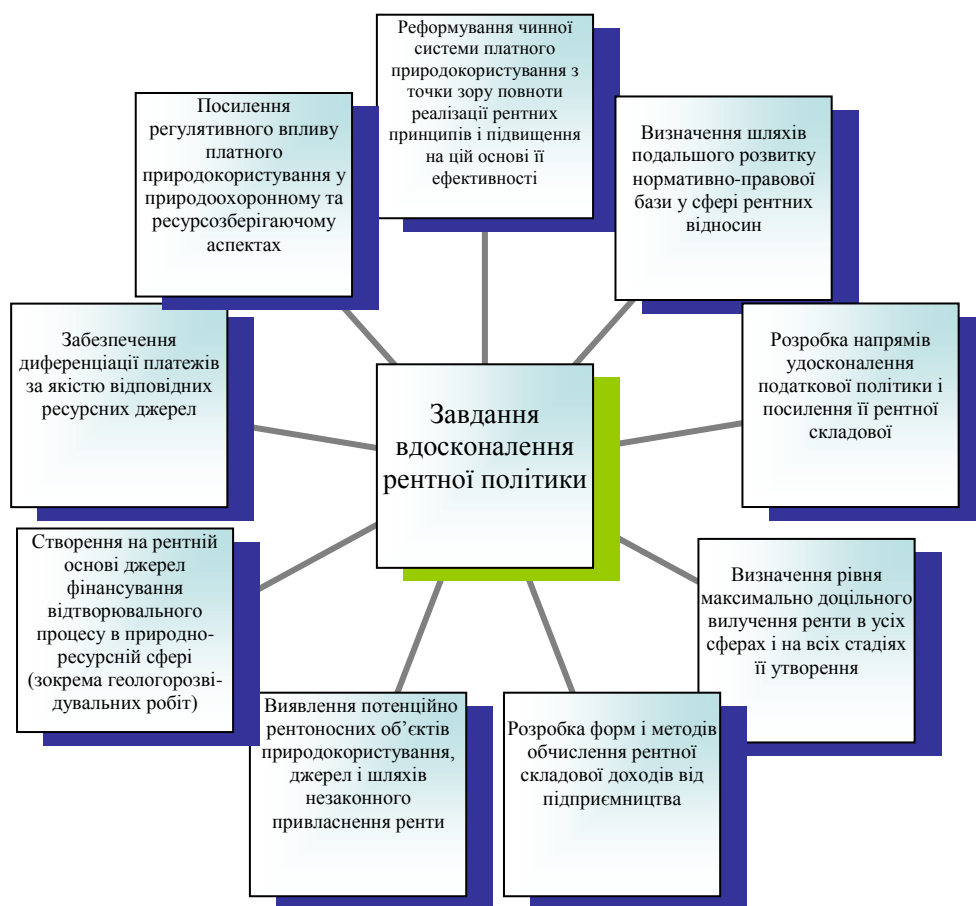 Завдання
вдосконалення
рентної політики
Реформування чинної
системи платного
природокористування з
точки зору повноти
реалізації рентних
принципів і підвищення
на цій основі її
ефективності
Визначення шляхів
подальшого розвитку
нормативно-правової
бази у сфері рентних
відносин
Розробка напрямів
удосконалення
податкової політики і
посилення її рентної
складової
Визначення рівня
максимально доцільного
вилучення ренти в усіх
сферах і на всіх стадіях
її утворення
Розробка форм і методів
обчислення рентної
складової доходів від
підприємництва
Виявлення потенційно
рентоносних об’єктів
природокористування,
джерел і шляхів
незаконного
привласнення ренти
Створення на рентній
основі джерел
фінансування
відтворювального
процесу в природно-
ресурсній сфері
(зокрема геологорозві-
дувальних робіт)
Забезпечення
диференціації платежів
за якістю відповідних
ресурсних джерел
Посилення
регулятивного впливу
платного
природокористування у
природоохоронному та
ресурсозберігаючому
аспектах